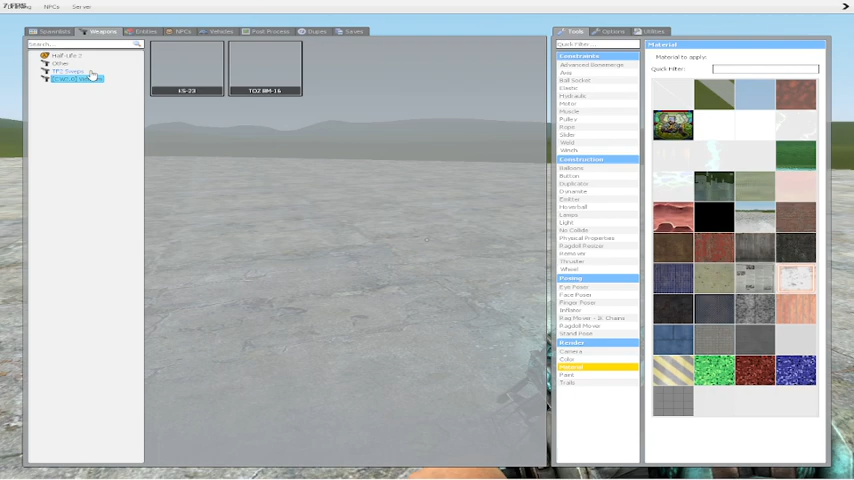 NPCs Server
Spawnlists Weapons Entities NPCs Vehicles Post Process Dupes Saves
Search...
Half-Life 2
Other
TF2 Sweps
KS-23
TOZ BM-16
Tools Options Utilities
Quick Filter...
Constraints
Advanced Bonemerge
Axis
Ball Socket
Elastic
Hydraulic
Motor
Muscle
Pulley
Rope
Slider
Weld
Winch
Construction
Balloons
Button
Duplicator
Dynamite
Emitter
Hoverball
Lamps
Light
No Collide
Physical Properties
Ragdoll Resizer
Remover
Thruster
Wheel
Posing
Eye Poser
Face Poser
Finger Poser
Inflator
Rag Mover - IK Chains
Ragdoll Mover
Stand Pose
Render
Camera
Color
Material
Paint
Trails
Material
Material to apply:
Quick Filter: